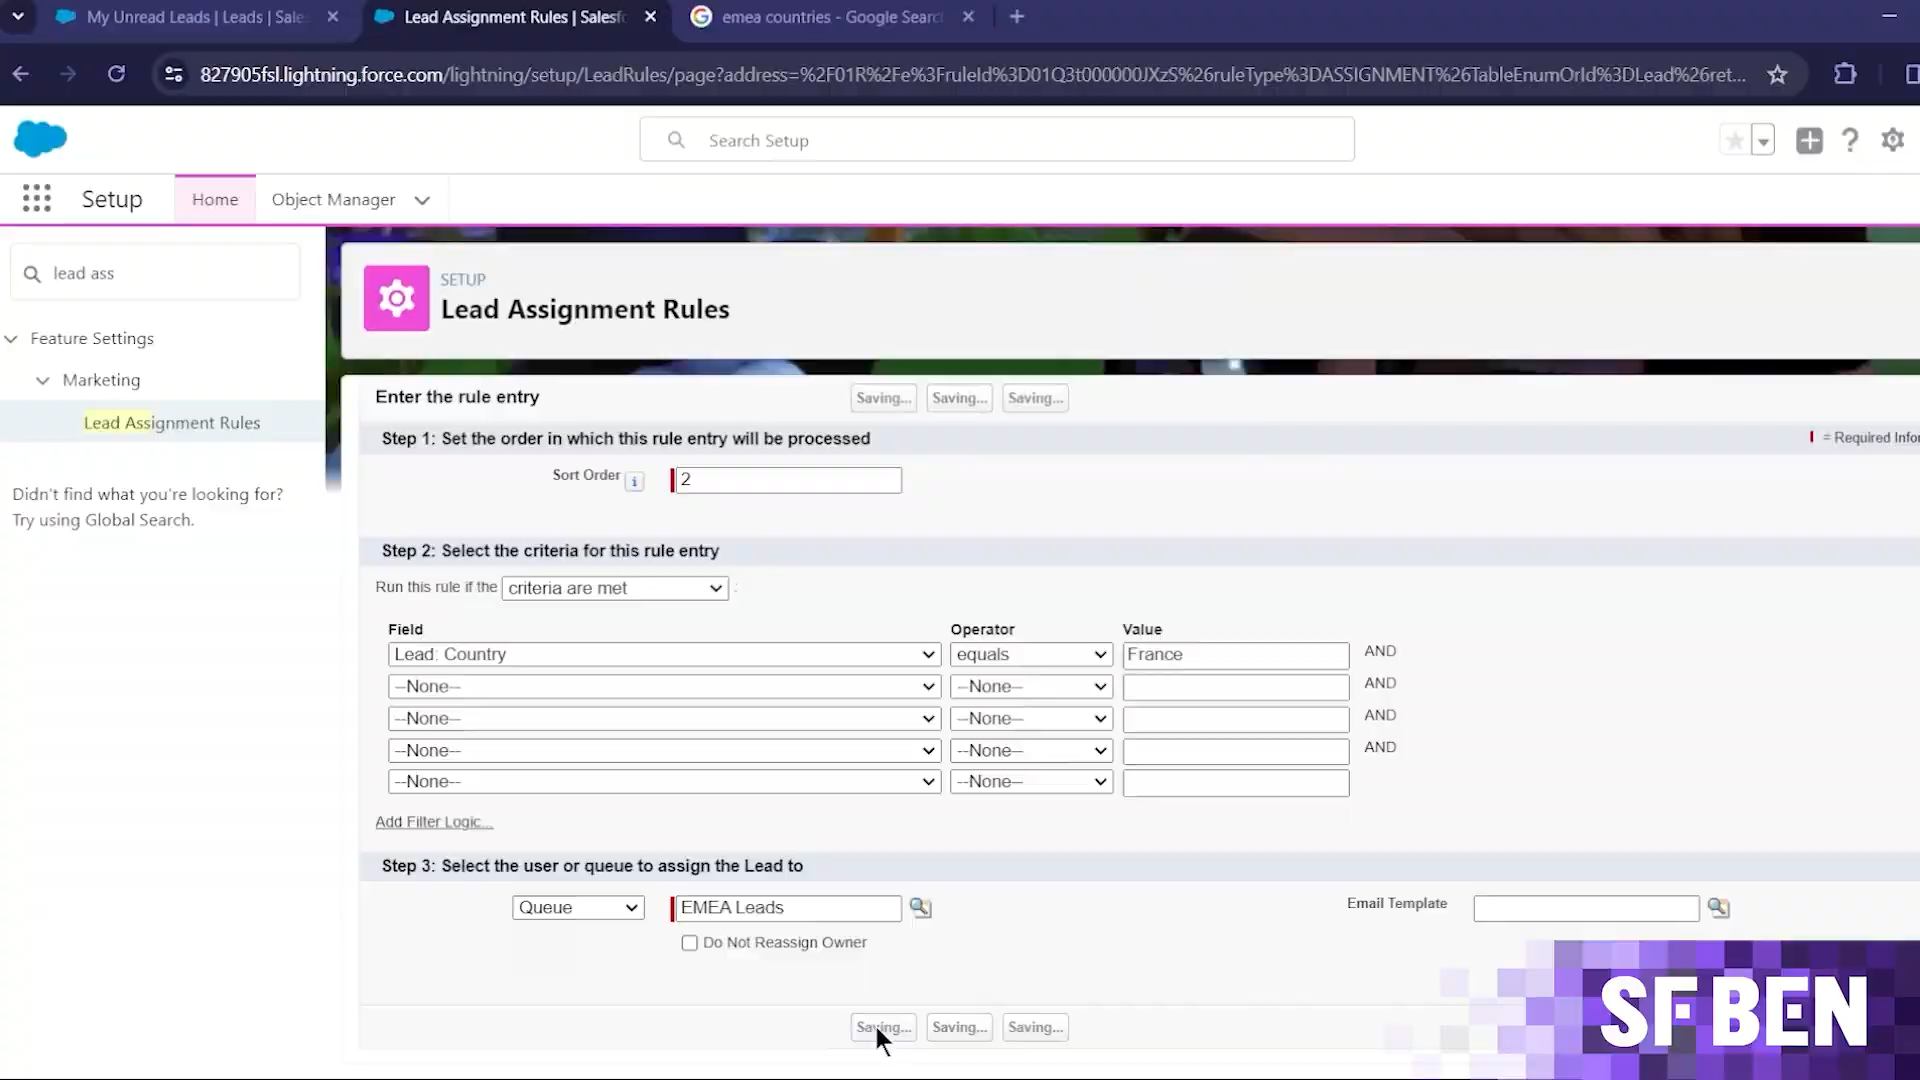 My Unread Leads | Leads | Sale
Lead Assignment Rules | Salesf
emea countries - Google Searc
827905fsl.lightning.force.com/lightning/setup/LeadRules/page?address=%2F01R%2Fe%3FruleId%3D01Q3t000000JXzS%26ruleType%3DASSIGNMENT%26TableEnumOrId%3DLead%26ret...
Search Setup
Setup
Home
Object Manager
lead ass
Feature Settings
Marketing
Lead Assignment Rules
Didn't find what you're looking for?
Try using Global Search.
SETUP
Lead Assignment Rules
Enter the rule entry
Saving... Saving... Saving...
Step 1: Set the order in which this rule entry will be processed
= Required Infor
Sort Order
2
Step 2: Select the criteria for this rule entry
Run this rule if the criteria are met :
Field Operator Value
Lead: Country equals France AND
--None-- --None-- AND
--None-- --None-- AND
--None-- --None-- AND
--None-- --None--
Add Filter Logic...
Step 3: Select the user or queue to assign the Lead to
Queue EMEA Leads Email Template
Do Not Reassign Owner
Saving... Saving... Saving...
SF BEN